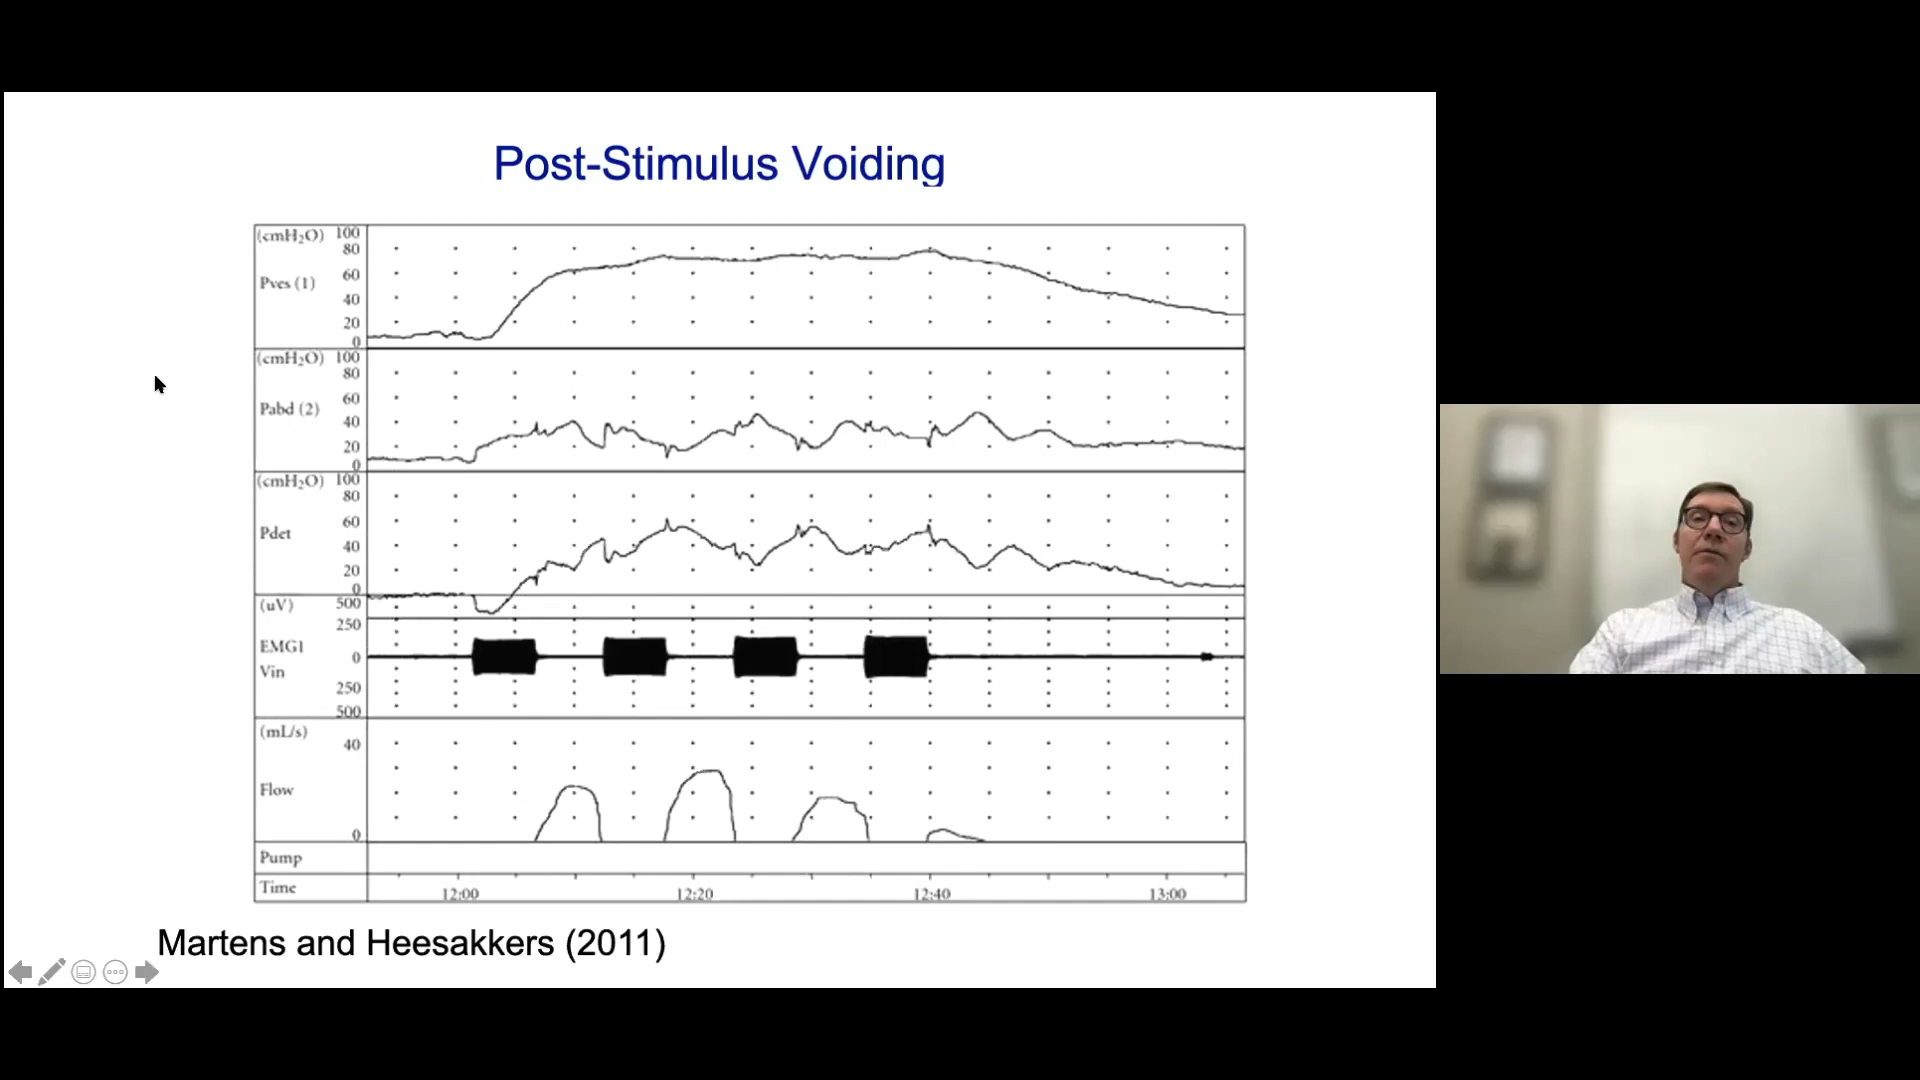 Post-Stimulus Voiding
(cmH₂O) 100
80
Pves (1)
60
40
20
0
(cmH₂O) 100
80
Pabd (2)
60
40
20
0
(cmH₂O) 100
80
Pdet
60
40
20
0
(uV) 500
250
EMG1
Vin
0
250
500
(mL/s)
40
Flow
0
Pump
Time
12:00 12:20 12:40 13:00
Martens and Heesakkers (2011)